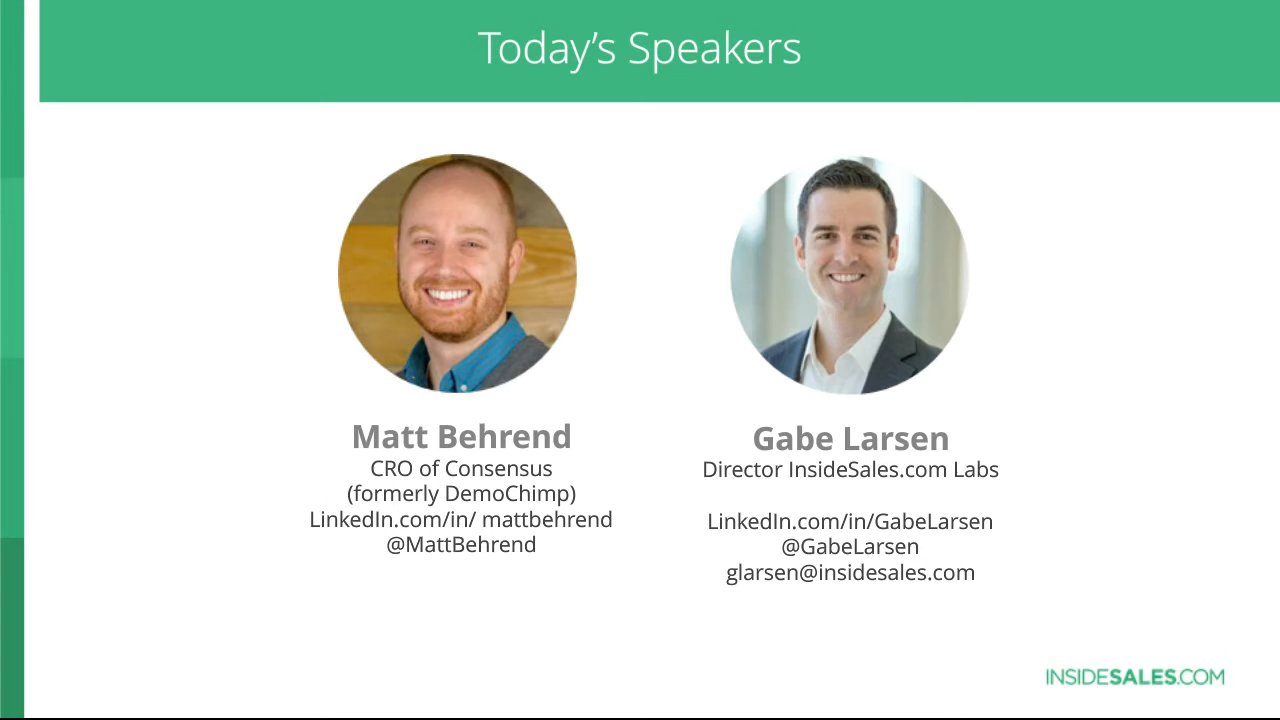 Today’s Speakers
Matt Behrend
CRO of Consensus
(formerly DemoChimp)
LinkedIn.com/in/ mattbehrend
@MattBehrend
Gabe Larsen
Director InsideSales.com Labs
LinkedIn.com/in/GabeLarsen
@GabeLarsen
glarsen@insidesales.com
INSIDESALES.COM